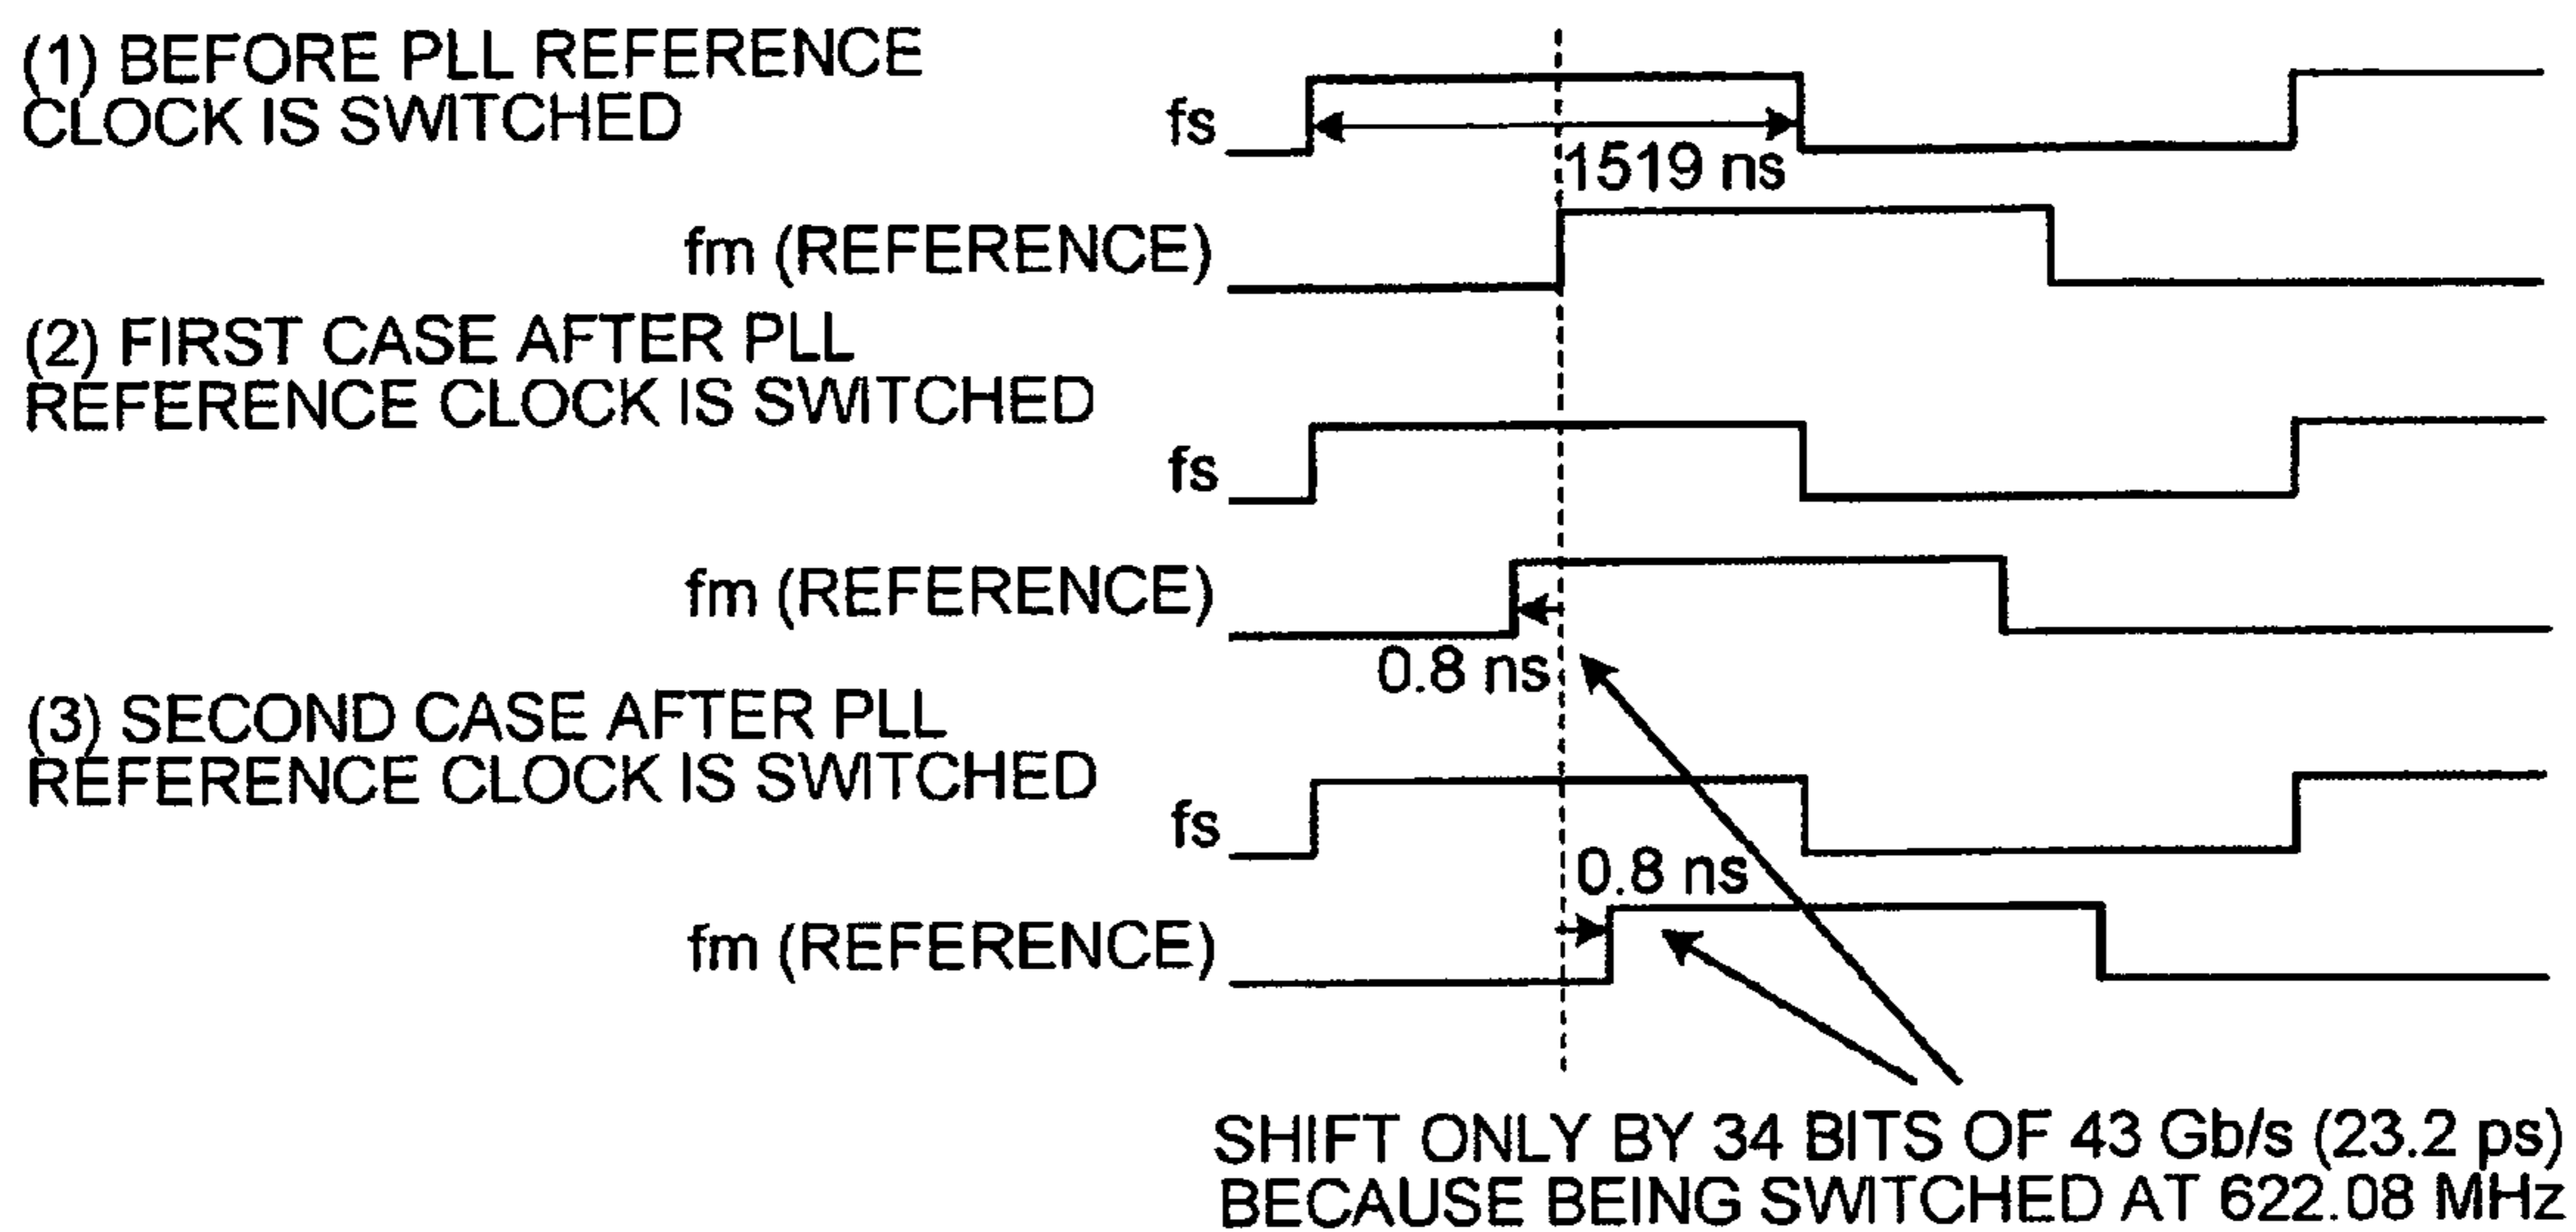 (1) BEFORE PLL REFERENCE
CLOCK IS SWITCHED
fs
1519 ns
fm (REFERENCE)
(2) FIRST CASE AFTER PLL
REFERENCE CLOCK IS SWITCHED
fs
fm (REFERENCE)
0.8 ns
(3) SECOND CASE AFTER PLL
REFERENCE CLOCK IS SWITCHED
fs
0.8 ns
fm (REFERENCE)
SHIFT ONLY BY 34 BITS OF 43 Gb/s (23.2 ps)
BECAUSE BEING SWITCHED AT 622.08 MHz